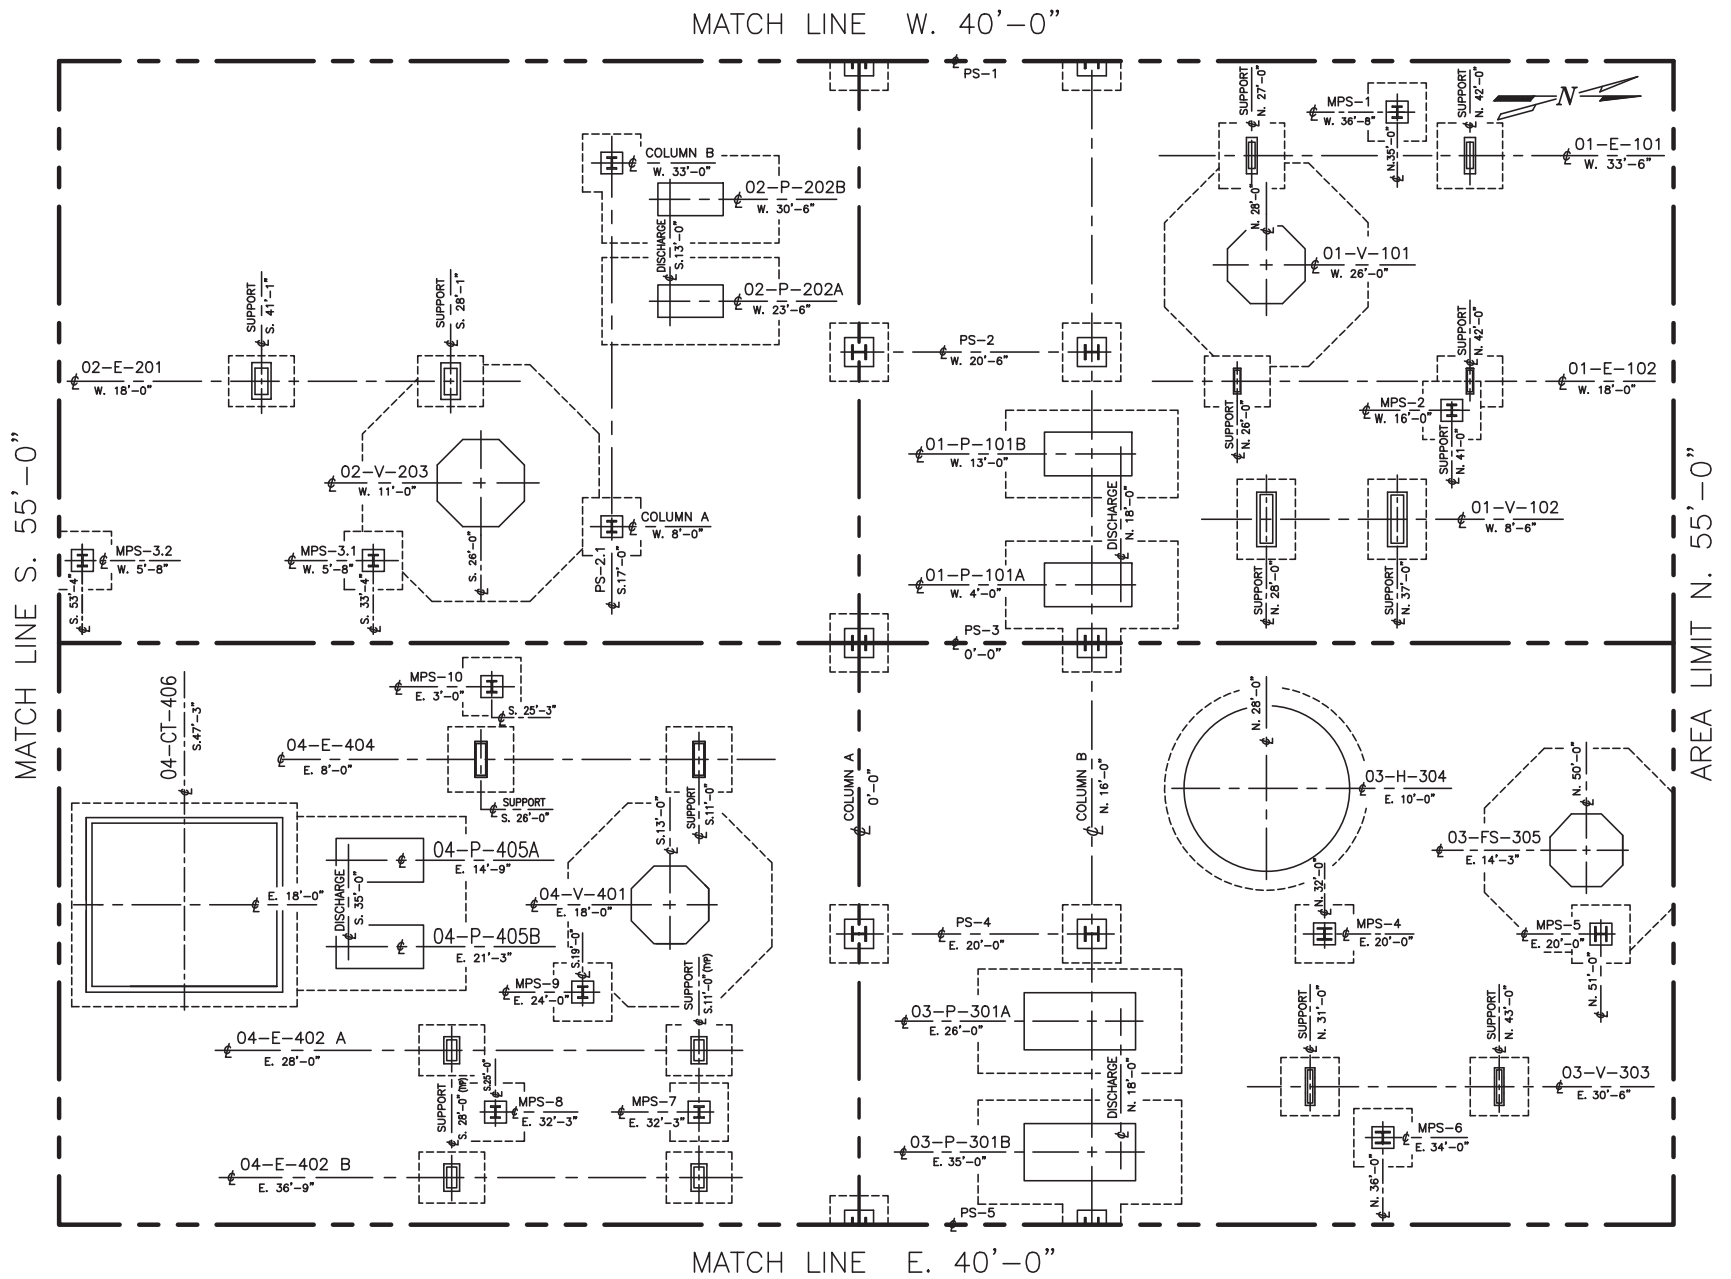 MATCH LINE W. 40'-0"
℄ PS-1
SUPPORT
℄ N. 27'-0"
℄ MPS-1
W. 36'-8"
℄ N.35'-0"
SUPPORT
℄ N. 42'-0"
N
℄ 01-E-101
W. 33'-6"
℄ COLUMN B
W. 33'-0"
℄ 02-P-202B
W. 30'-6"
DISCHARGE
℄ S.13'-0"
℄ 02-P-202A
W. 23'-6"
℄ N. 28'-0"
℄ 01-V-101
W. 26'-0"
SUPPORT
℄ S. 41'-1"
SUPPORT
℄ S. 28'-1"
℄ 02-E-201
W. 18'-0"
℄ PS-2
W. 20'-6"
SUPPORT
℄ N. 42'-0"
℄ 01-E-102
W. 18'-0"
℄ MPS-2
W. 16'-0"
SUPPORT
℄ N. 26'-0"
SUPPORT
℄ N. 41'-0"
℄ 01-P-101B
W. 13'-0"
℄ 02-V-203
W. 11'-0"
DISCHARGE
℄ N. 18'-0"
℄ 01-V-102
W. 8'-6"
℄ COLUMN A
W. 8'-0"
℄ MPS-3.2
W. 5'-8"
℄ S. 53'-4"
℄ MPS-3.1
W. 5'-8"
℄ S. 33'-4"
℄ S. 26'-0"
PS-2.1
℄ S.17'-0"
℄ 01-P-101A
W. 4'-0"
SUPPORT
℄ N. 28'-0"
SUPPORT
℄ N. 37'-0"
MATCH LINE S. 55'-0"
AREA LIMIT N. 55'-0"
℄ PS-3
0'-0"
04-CT-406
℄ S.47'-3"
℄ MPS-10
E. 3'-0"
℄ S. 25'-3"
℄ 04-E-404
E. 8'-0"
℄ SUPPORT
S. 26'-0"
℄ S.13'-0"
SUPPORT
℄ S.11'-0"
COLUMN A
℄ 0'-0"
COLUMN B
℄ N. 16'-0"
℄ N. 28'-0"
℄ 03-H-304
E. 10'-0"
℄ N. 50'-0"
℄ 03-FS-305
E. 14'-3"
℄ 04-P-405A
E. 14'-9"
℄ E. 18'-0"
DISCHARGE
℄ S. 35'-0"
℄ 04-V-401
E. 18'-0"
℄ N. 32'-0"
℄ 04-P-405B
E. 21'-3"
℄ PS-4
E. 20'-0"
℄ MPS-4
E. 20'-0"
℄ MPS-5
E. 20'-0"
℄ N. 51'-0"
℄ S.19'-0"
℄ MPS-9
E. 24'-0"
SUPPORT
℄ S.11'-0" (TYP)
℄ 03-P-301A
E. 26'-0"
SUPPORT
℄ N. 31'-0"
SUPPORT
℄ N. 43'-0"
℄ 04-E-402 A
E. 28'-0"
SUPPORT
℄ S. 28'-0" (TYP)
℄ S.25'-0"
℄ MPS-8
E. 32'-3"
℄ MPS-7
E. 32'-3"
DISCHARGE
℄ N. 18'-0"
℄ 03-V-303
E. 30'-6"
℄ 03-P-301B
E. 35'-0"
℄ MPS-6
E. 34'-0"
℄ N. 36'-0"
℄ 04-E-402 B
E. 36'-9"
℄ PS-5
MATCH LINE E. 40'-0"